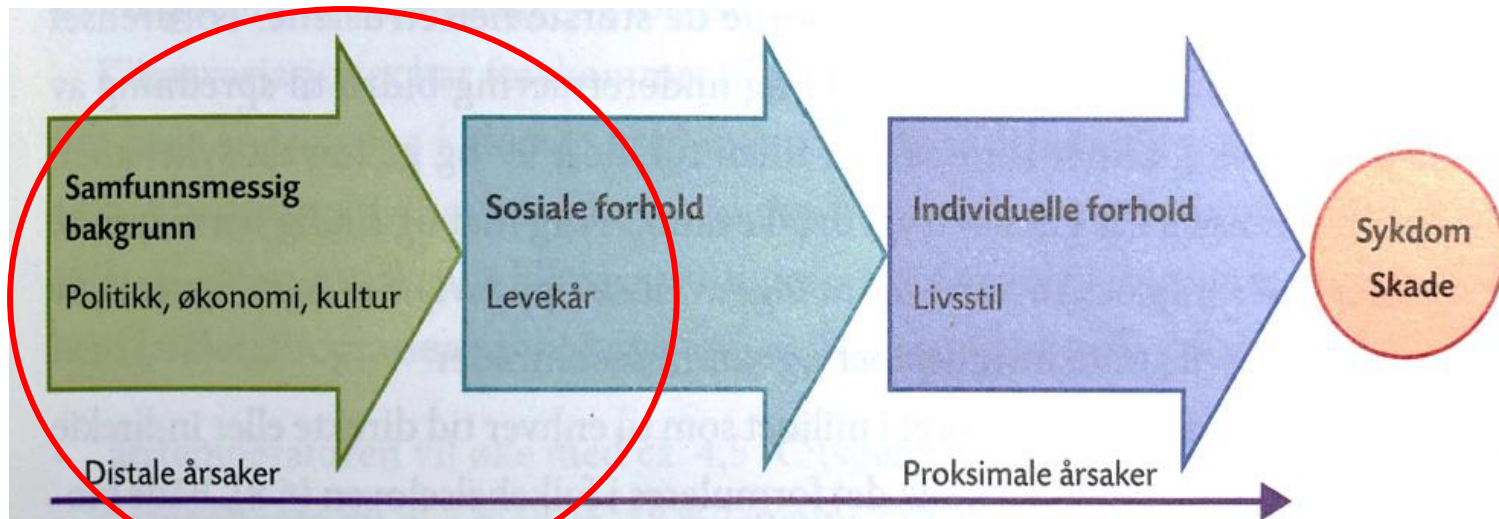 Samfunnsmessig
bakgrunn
Politikk, økonomi, kultur
Sosiale forhold
Levekår
Individuelle forhold
Livsstil
Sykdom
Skade
Distale årsaker
Proksimale årsaker